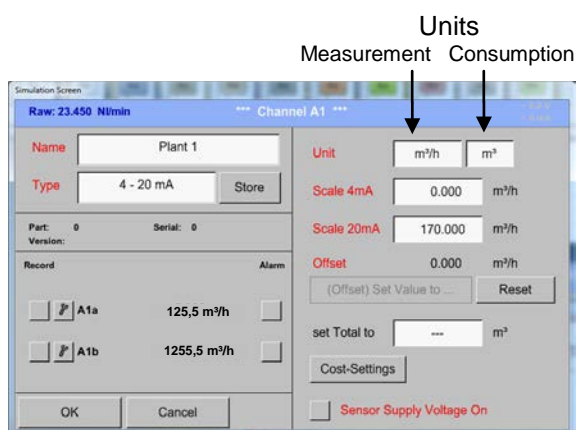 Units
Measurement Consumption
Simulation Screen
Raw: 23.450 Nl/min *** Channel A1 ***
Name Plant 1
Type 4 - 20 mA Store
Part: 0 Serial: 0
Version:
Record Alarm
A1a 125,5 m³/h
A1b 1255,5 m³/h
OK Cancel
Unit m³/h m³
Scale 4mA 0.000 m³/h
Scale 20mA 170.000 m³/h
Offset 0.000 m³/h
(Offset) Set Value to ... Reset
set Total to --- m³
Cost-Settings
Sensor Supply Voltage On